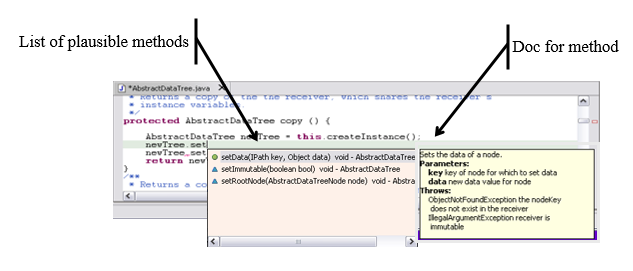 List of plausible methods
Doc for method
*AbstractDataTree.java
* Returns a copy of the the receiver, which shares the receiver's
* instance variables.
*/
protected AbstractDataTree copy () {
AbstractDataTree newTree = this.createInstance();
newTree.set
newTree.set
return newT
}
/**
* Returns a co
setData(IPath key, Object data) void - AbstractDataTree
setImmutable(boolean bool) void - AbstractDataTree
setRootNode(AbstractDataTreeNode node) void - Abstra
Sets the data of a node.
Parameters:
key key of node for which to set data
data new data value for node
Throws:
ObjectNotFoundException the nodeKey
does not exist in the receiver
IllegalArgumentException receiver is
immutable